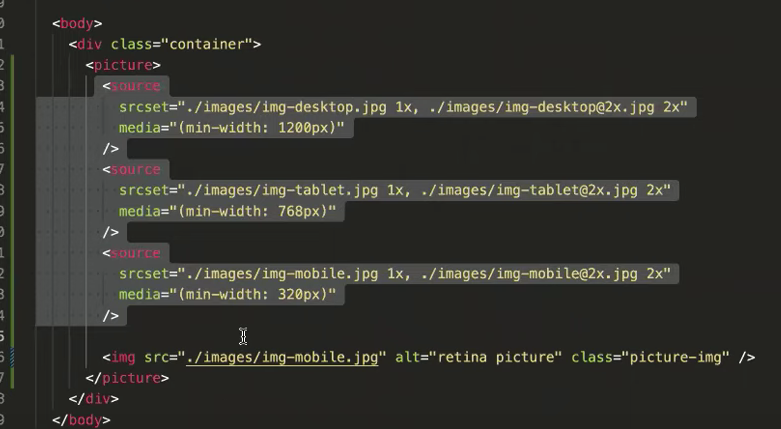 <body>
<div class="container">
<picture>
<source
srcset="./images/img-desktop.jpg 1x, ./images/img-desktop@2x.jpg 2x"
media="(min-width: 1200px)"
/>
<source
srcset="./images/img-tablet.jpg 1x, ./images/img-tablet@2x.jpg 2x"
media="(min-width: 768px)"
/>
<source
srcset="./images/img-mobile.jpg 1x, ./images/img-mobile@2x.jpg 2x"
media="(min-width: 320px)"
/>
<img src="./images/img-mobile.jpg" alt="retina picture" class="picture-img" />
</picture>
</div>
</body>